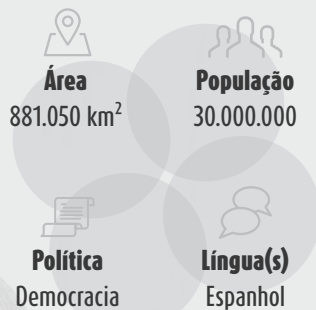 Área
881.050 km²
População
30.000.000
Política
Democracia
Língua(s)
Espanhol